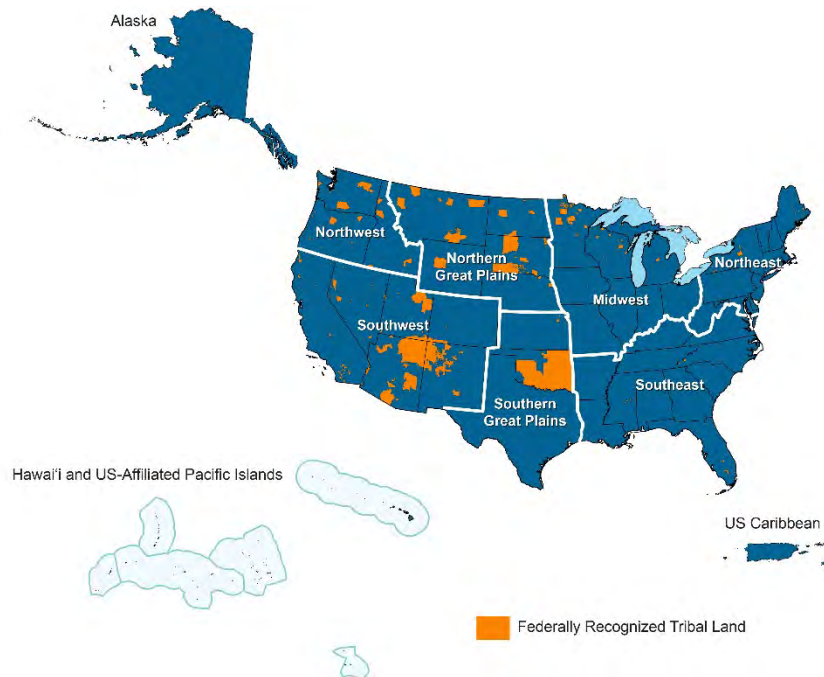 Alaska
Northwest
Northern
Great Plains
Northeast
Midwest
Southwest
Southeast
Southern
Great Plains
Hawaiʻi and US-Affiliated Pacific Islands
US Caribbean
Federally Recognized Tribal Land